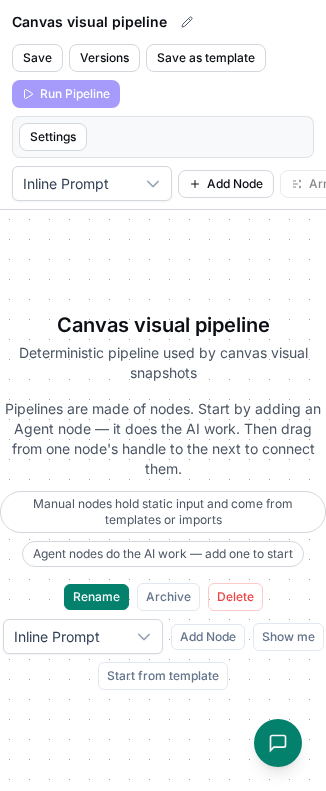 Canvas visual pipeline
Save
Versions
Save as template
Run Pipeline
Settings
Inline Prompt
Add Node
Canvas visual pipeline
Deterministic pipeline used by canvas visual
snapshots
Pipelines are made of nodes. Start by adding an
Agent node — it does the AI work. Then drag
from one node's handle to the next to connect
them.
Manual nodes hold static input and come from
templates or imports
Agent nodes do the AI work — add one to start
Rename
Archive
Delete
Inline Prompt
Add Node
Show me
Start from template